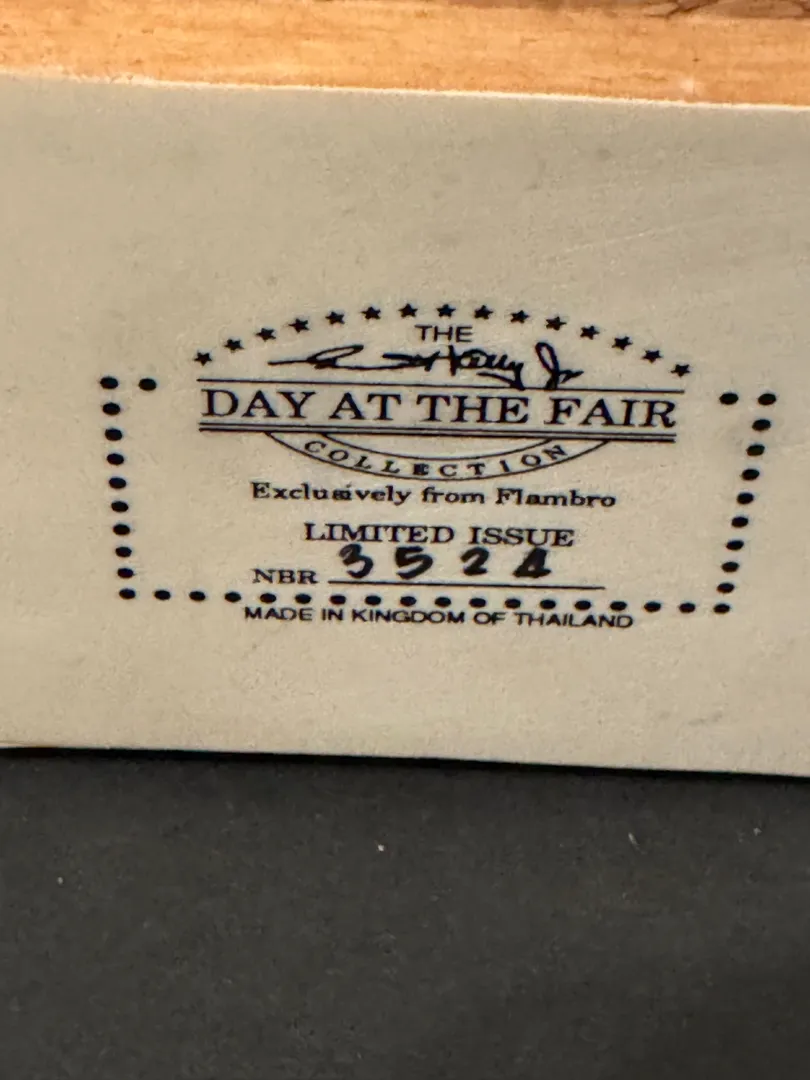 THE
DAY AT THE FAIR
COLLECTION
Exclusively from Flambro
LIMITED ISSUE
NBR 3524
MADE IN KINGDOM OF THAILAND